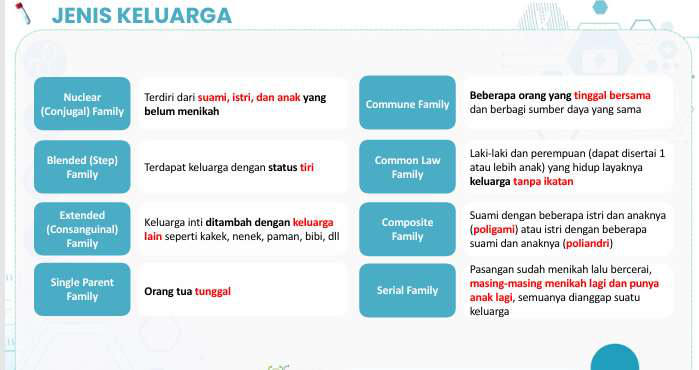 JENIS KELUARGA
Nuclear
(Conjugal) Family
Terdiri dari suami, istri, dan anak yang
belum menikah
Blended (Step)
Family
Terdapat keluarga dengan status tiri
Extended
(Consanguinal)
Family
Keluarga inti ditambah dengan keluarga
lain seperti kakek, nenek, paman, bibi, dll
Single Parent
Family
Orang tua tunggal
Commune Family
Beberapa orang yang tinggal bersama
dan berbagi sumber daya yang sama
Common Law
Family
Laki-laki dan perempuan (dapat disertai 1
atau lebih anak) yang hidup layaknya
keluarga tanpa ikatan
Composite
Family
Suami dengan beberapa istri dan anaknya
(poligami) atau istri dengan beberapa
suami dan anaknya (poliandri)
Serial Family
Pasangan sudah menikah lalu bercerai,
masing-masing menikah lagi dan punya
anak lagi, semuanya dianggap suatu
keluarga